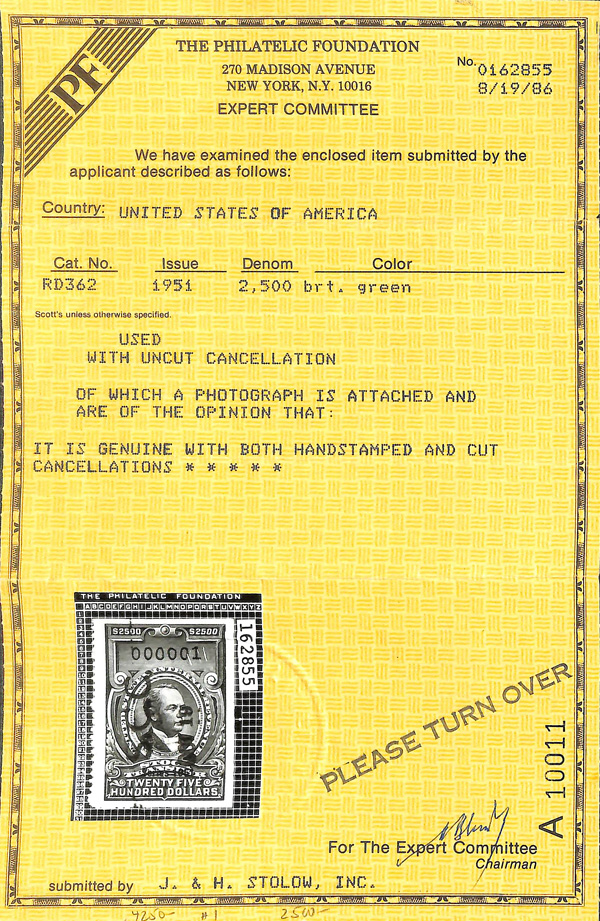 PF
THE PHILATELIC FOUNDATION
270 MADISON AVENUE
NEW YORK, N.Y. 10016
EXPERT COMMITTEE
No. 0162855
8/19/86
We have examined the enclosed item submitted by the
applicant described as follows:
Country: UNITED STATES OF AMERICA
Cat. No. Issue Denom Color
RD362 1951 2,500 brt. green
Scott's unless otherwise specified.
USED
WITH UNCUT CANCELLATION
OF WHICH A PHOTOGRAPH IS ATTACHED AND
ARE OF THE OPINION THAT:
IT IS GENUINE WITH BOTH HANDSTAMPED AND CUT
CANCELLATIONS * * * * *
THE PHILATELIC FOUNDATION
ABCDEFGHIJKLMNOPQRSTUVWXYZ
$2500 $2500
000001
162855
STOCK
TRANSFER
TWENTY FIVE
HUNDRED DOLLARS
PLEASE TURN OVER
A 10011
For The Expert Committee
Chairman
submitted by J. & H. STOLOW, INC.
4250- #1 2500-